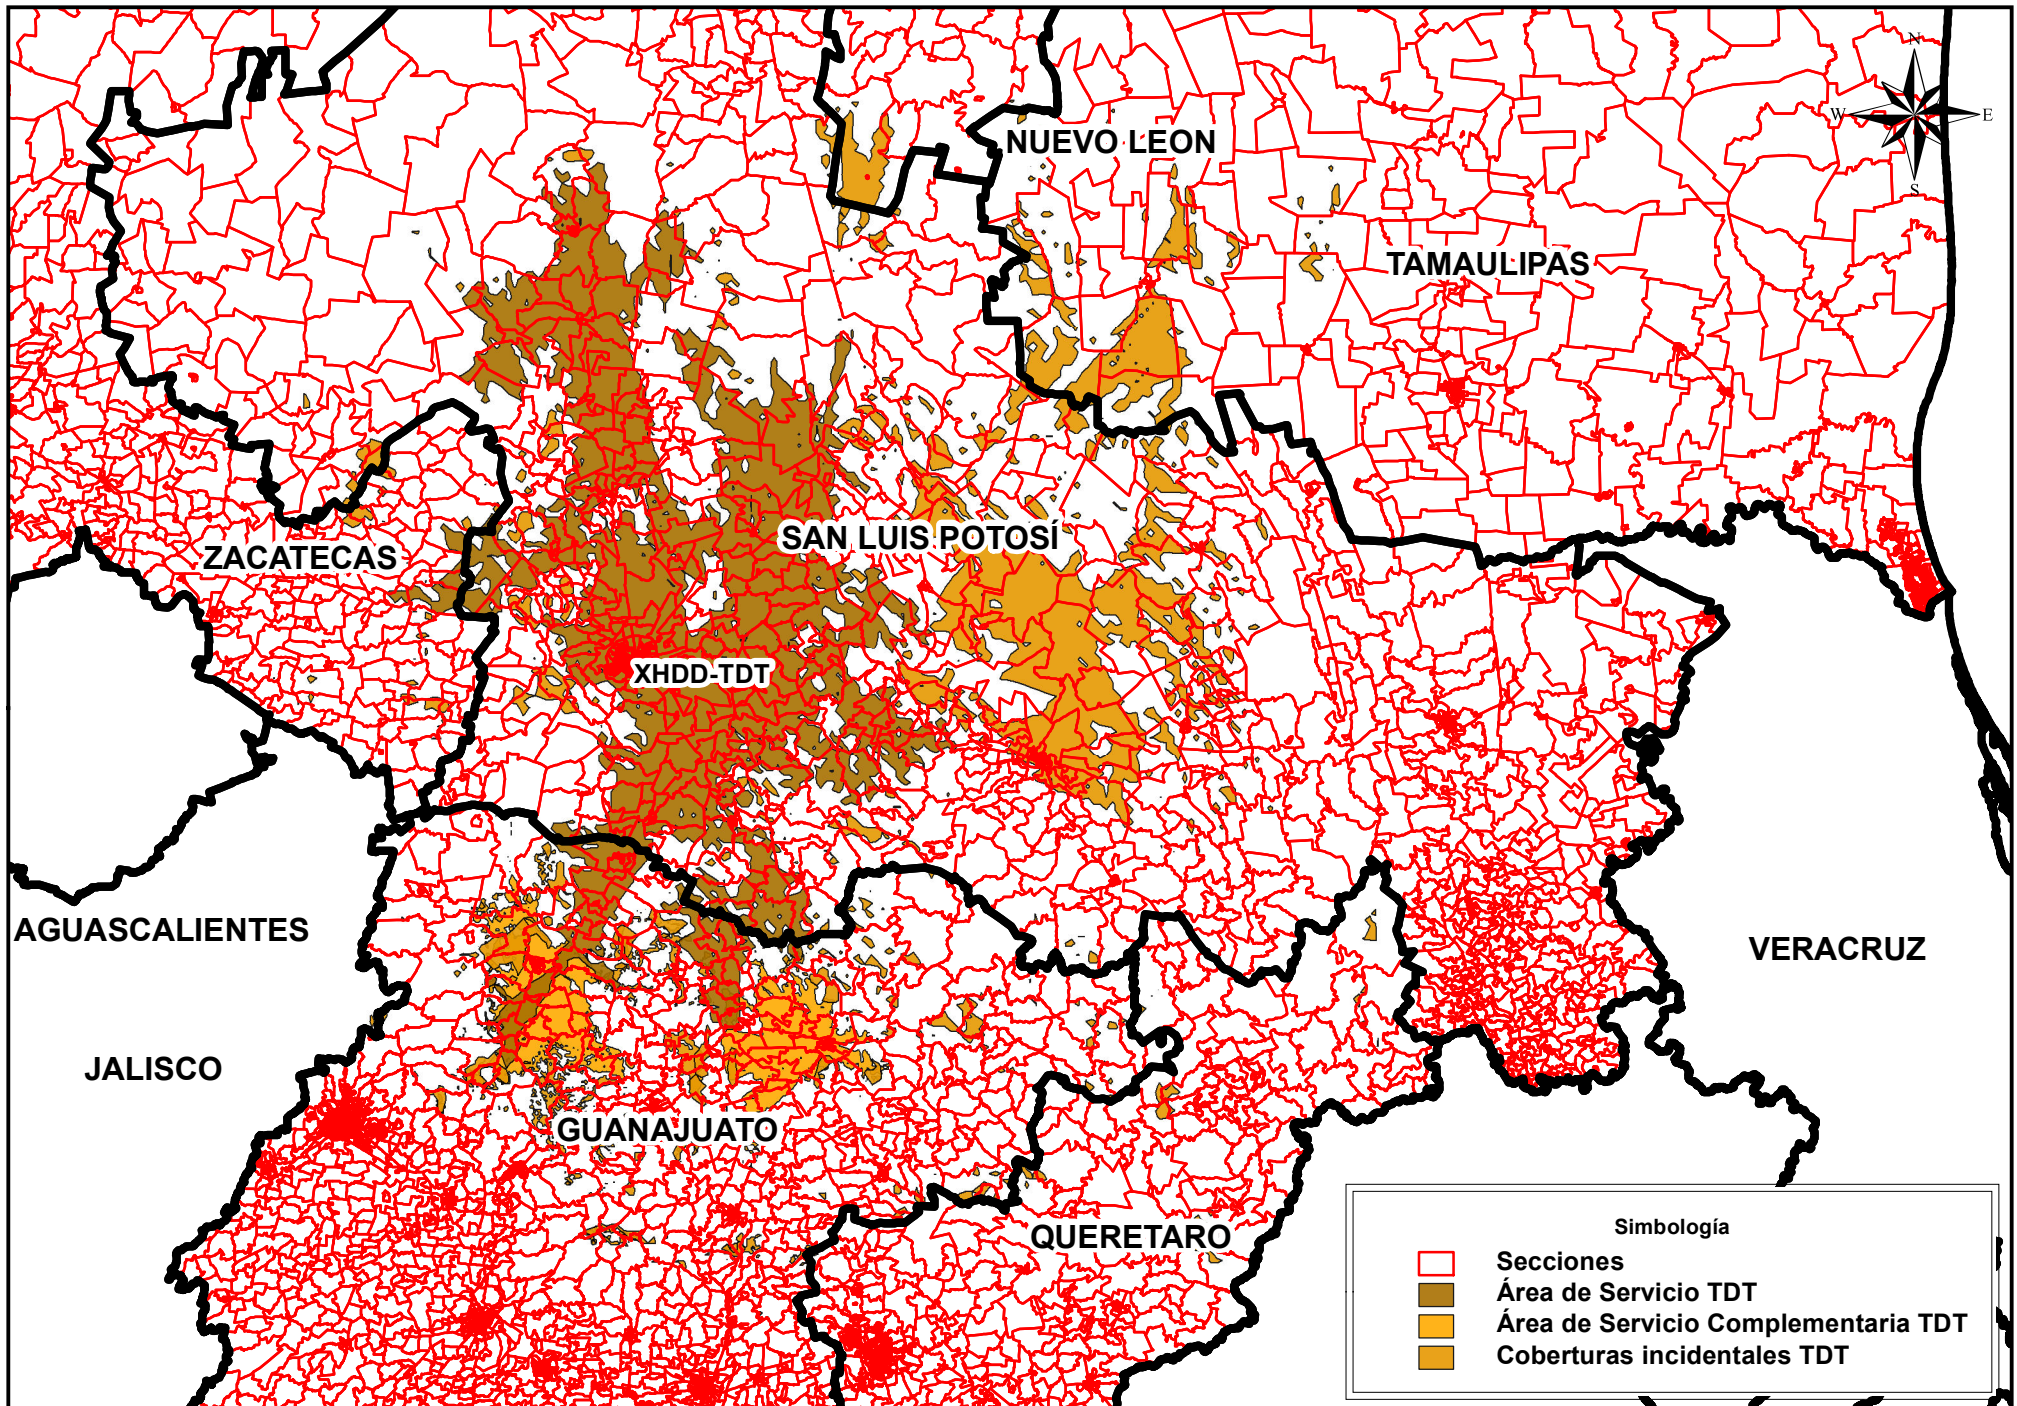 N
W
E
S
NUEVO LEON
TAMAULIPAS
SAN LUIS POTOSÍ
ZACATECAS
XHDD-TDT
AGUASCALIENTES
VERACRUZ
JALISCO
GUANAJUATO
QUERETARO
Simbología
Secciones
Área de Servicio TDT
Área de Servicio Complementaria TDT
Coberturas incidentales TDT